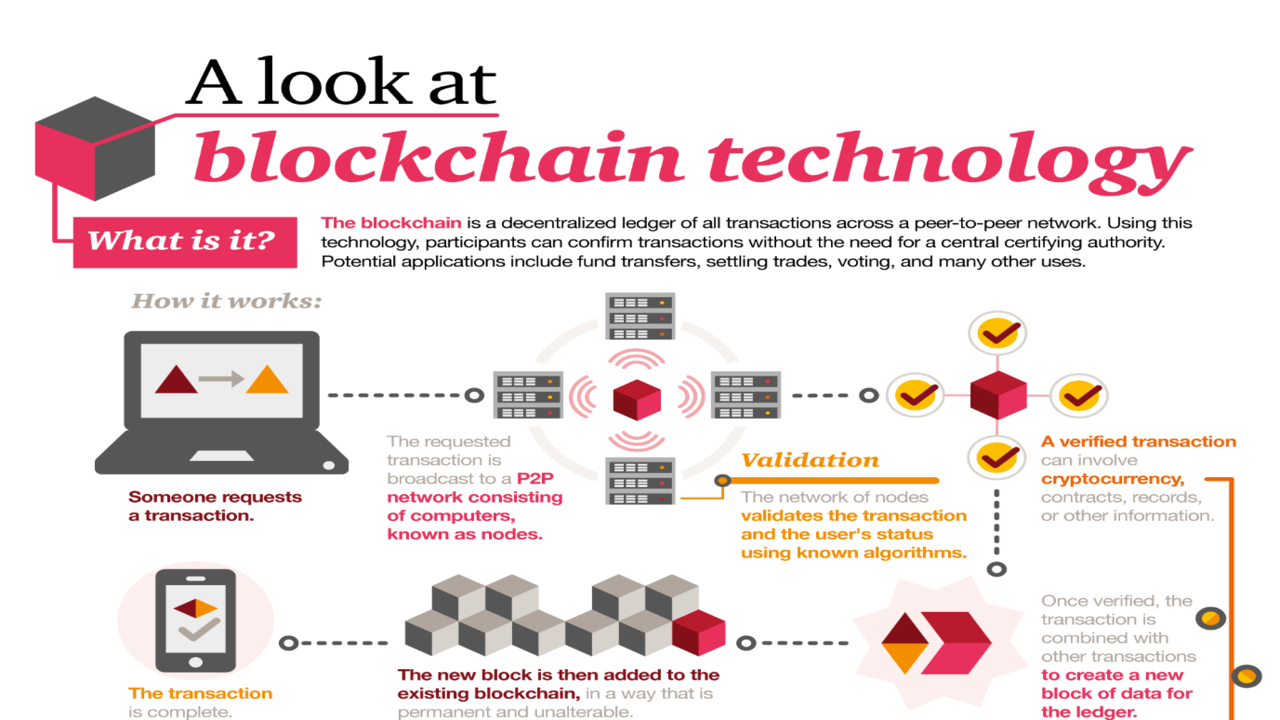 A look at
blockchain technology
What is it?
The blockchain is a decentralized ledger of all transactions across a peer-to-peer network. Using this
technology, participants can confirm transactions without the need for a central certifying authority.
Potential applications include fund transfers, settling trades, voting, and many other uses.
How it works:
Someone requests
a transaction.
The requested
transaction is
broadcast to a P2P
network consisting
of computers,
known as nodes.
Validation
The network of nodes
validates the transaction
and the user's status
using known algorithms.
A verified transaction
can involve
cryptocurrency,
contracts, records,
or other information.
Once verified, the
transaction is
combined with
other transactions
to create a new
block of data for
the ledger.
The new block is then added to the
existing blockchain, in a way that is
permanent and unalterable.
The transaction
is complete.